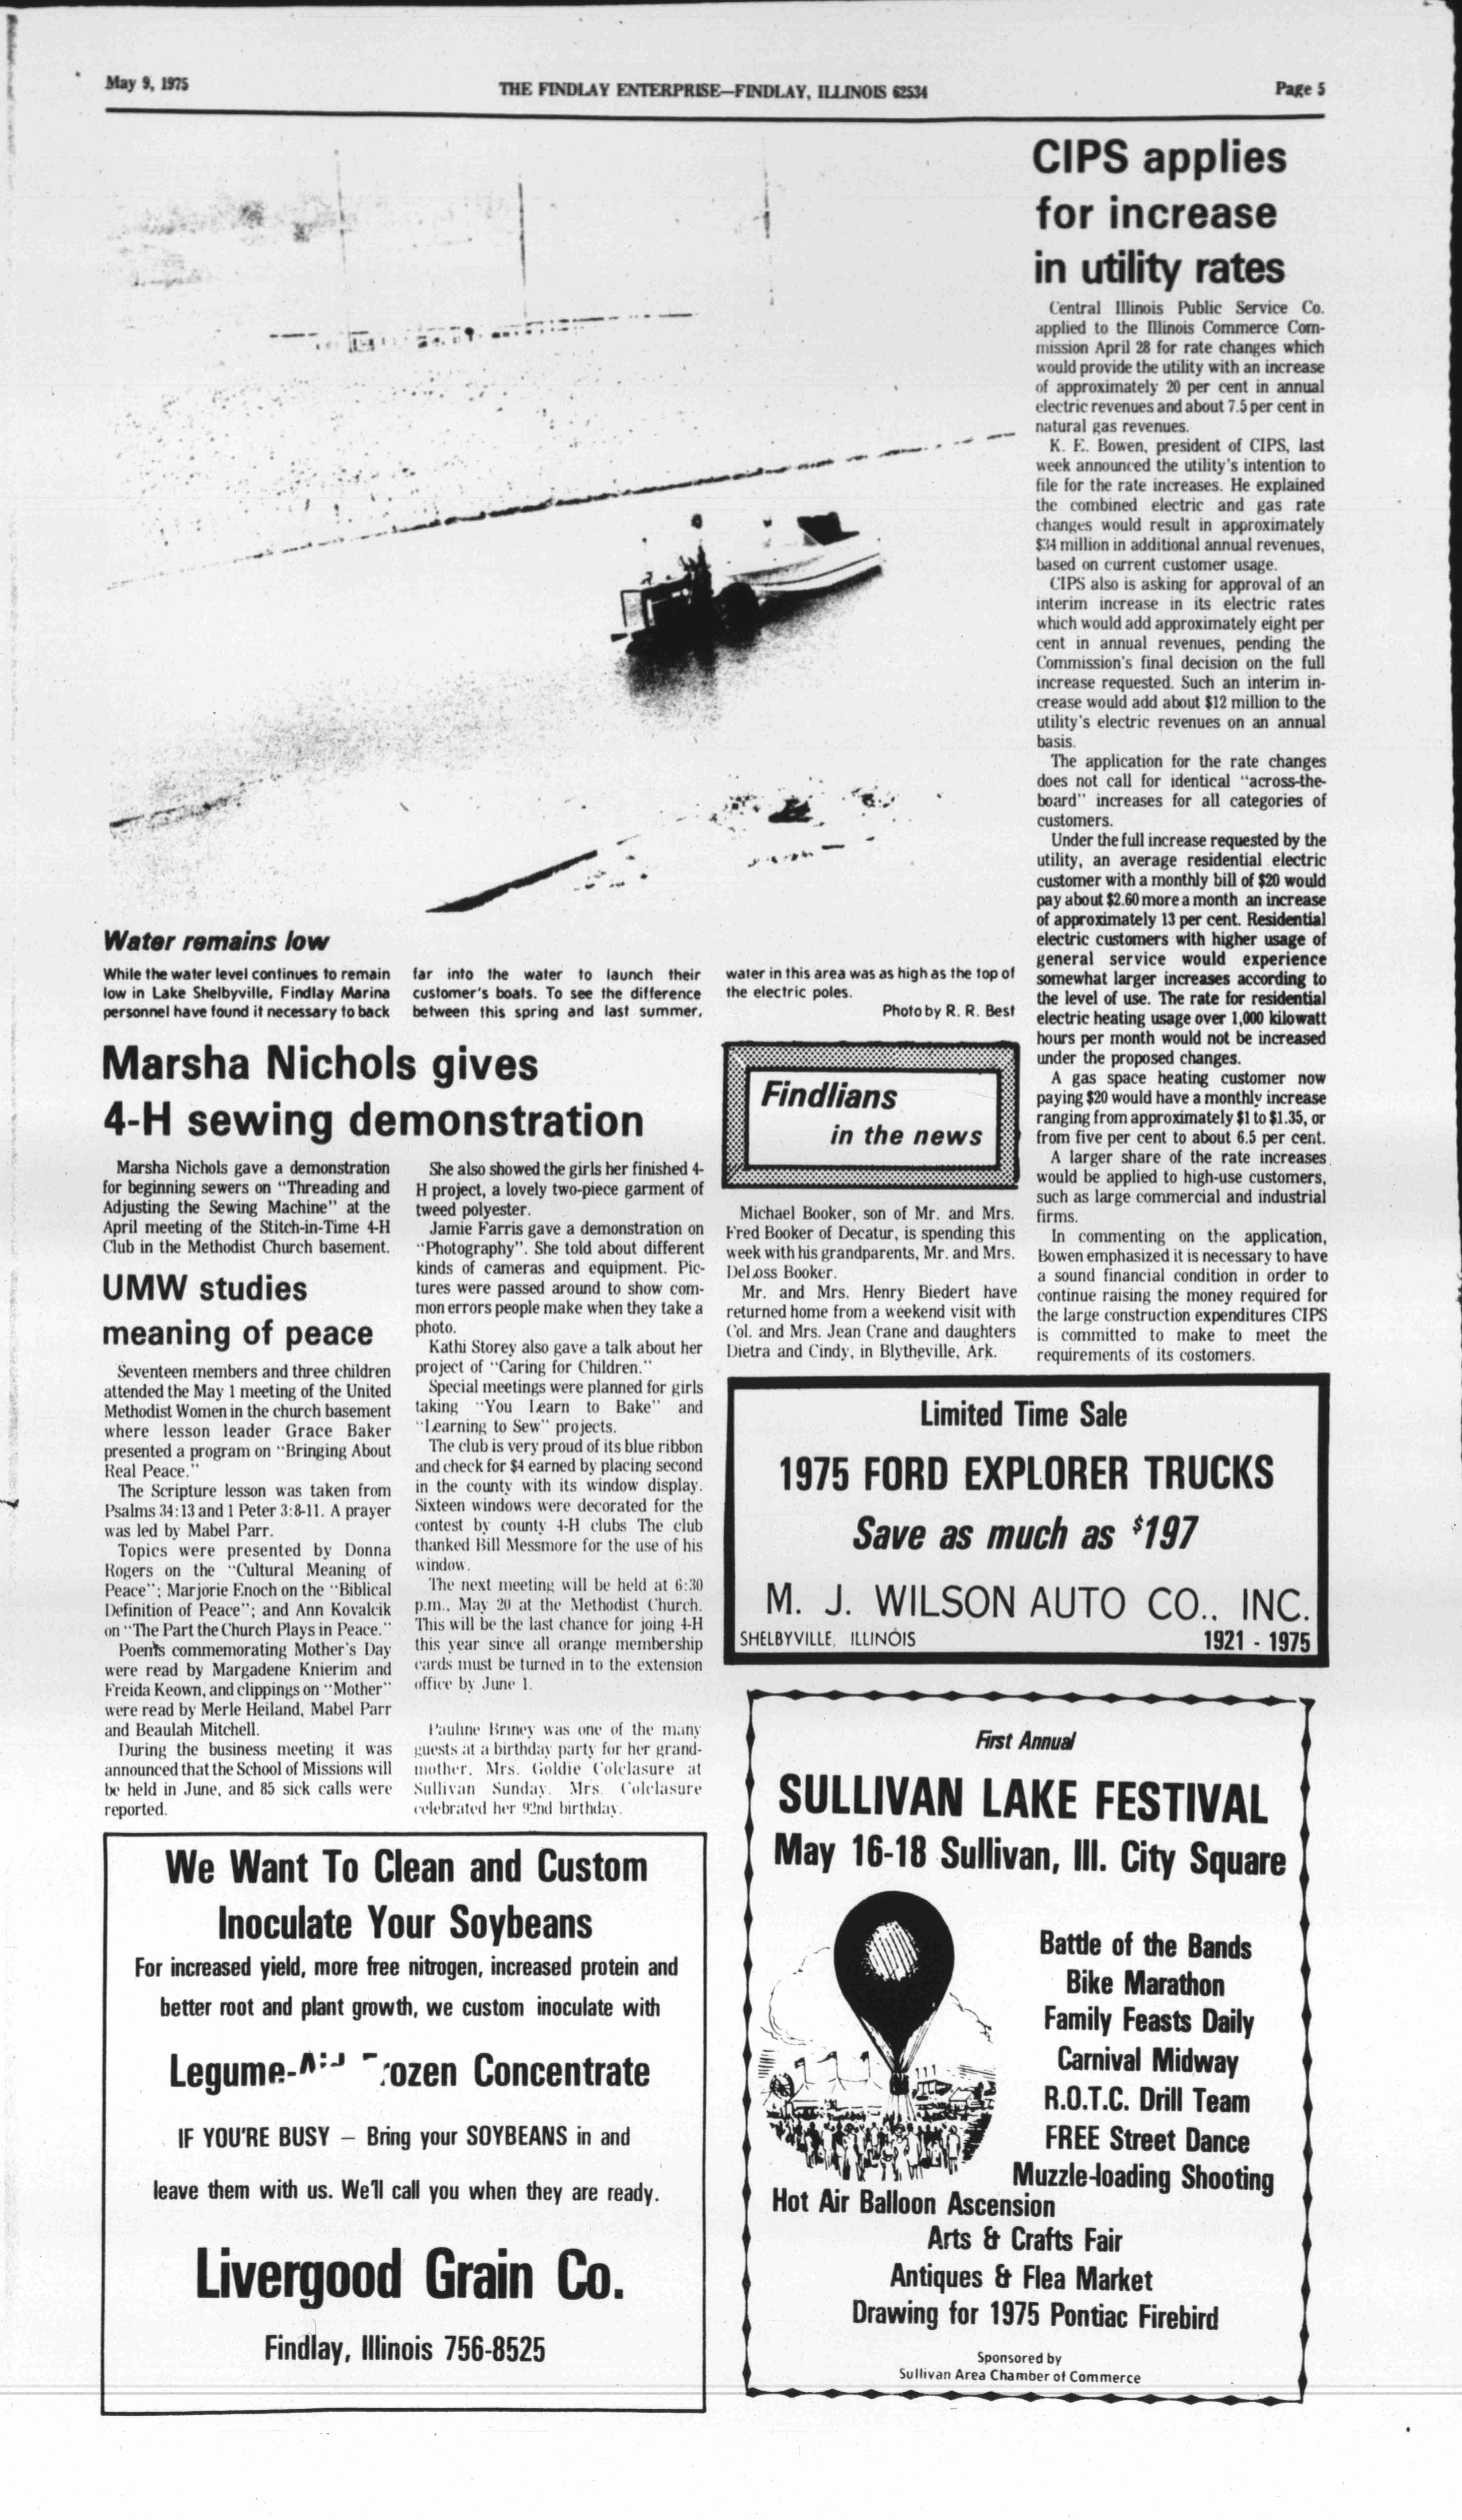 May 9, 1975
THE FINDLAY ENTERPRISE—FINDLAY, ILLINOIS 62534
Page 5
Water remains low
While the water level continues to remain
low in Lake Shelbyville, Findlay Marina
personnel have found it necessary to back
far into the water to launch their
customer's boats. To see the difference
between this spring and last summer,
water in this area was as high as the top of
the electric poles.
Photo by R. R. Best
Marsha Nichols gives
4-H sewing demonstration
Marsha Nichols gave a demonstration
for beginning sewers on "Threading and
Adjusting the Sewing Machine" at the
April meeting of the Stitch-in-Time 4-H
Club in the Methodist Church basement.
She also showed the girls her finished 4-
H project, a lovely two-piece garment of
tweed polyester.
Jamie Farris gave a demonstration on
"Photography". She told about different
kinds of cameras and equipment. Pic-
tures were passed around to show com-
mon errors people make when they take a
photo.
Kathi Storey also gave a talk about her
project of "Caring for Children."
Special meetings were planned for girls
taking "You Learn to Bake" and
"Learning to Sew" projects.
The club is very proud of its blue ribbon
and check for $4 earned by placing second
in the county with its window display.
Sixteen windows were decorated for the
contest by county 4-H clubs The club
thanked Bill Messmore for the use of his
window.
The next meeting will be held at 6:30
p.m., May 20 at the Methodist Church.
This will be the last chance for joing 4-H
this year since all orange membership
cards must be turned in to the extension
office by June 1.
Pauline Briney was one of the many
guests at a birthday party for her grand-
mother, Mrs. Goldie Colclasure at
Sullivan Sunday. Mrs. Colclasure
celebrated her 92nd birthday.
UMW studies
meaning of peace
Seventeen members and three children
attended the May 1 meeting of the United
Methodist Women in the church basement
where lesson leader Grace Baker
presented a program on "Bringing About
Real Peace."
The Scripture lesson was taken from
Psalms 34:13 and 1 Peter 3:8-11. A prayer
was led by Mabel Parr.
Topics were presented by Donna
Rogers on the "Cultural Meaning of
Peace"; Marjorie Enoch on the "Biblical
Definition of Peace"; and Ann Kovalcik
on "The Part the Church Plays in Peace."
Poems commemorating Mother's Day
were read by Margadene Knierim and
Freida Keown, and clippings on "Mother"
were read by Merle Heiland, Mabel Parr
and Beaulah Mitchell.
During the business meeting it was
announced that the School of Missions will
be held in June, and 85 sick calls were
reported.
Findlians
in the news
Michael Booker, son of Mr. and Mrs.
Fred Booker of Decatur, is spending this
week with his grandparents, Mr. and Mrs.
DeLoss Booker.
Mr. and Mrs. Henry Biedert have
returned home from a weekend visit with
Col. and Mrs. Jean Crane and daughters
Dietra and Cindy, in Blytheville, Ark.
CIPS applies
for increase
in utility rates
Central Illinois Public Service Co.
applied to the Illinois Commerce Com-
mission April 28 for rate changes which
would provide the utility with an increase
of approximately 20 per cent in annual
electric revenues and about 7.5 per cent in
natural gas revenues.
K. E. Bowen, president of CIPS, last
week announced the utility's intention to
file for the rate increases. He explained
the combined electric and gas rate
changes would result in approximately
$34 million in additional annual revenues,
based on current customer usage.
CIPS also is asking for approval of an
interim increase in its electric rates
which would add approximately eight per
cent in annual revenues, pending the
Commission's final decision on the full
increase requested. Such an interim in-
crease would add about $12 million to the
utility's electric revenues on an annual
basis.
The application for the rate changes
does not call for identical "across-the-
board" increases for all categories of
customers.
Under the full increase requested by the
utility, an average residential electric
customer with a monthly bill of $20 would
pay about $2.60 more a month an increase
of approximately 13 per cent. Residential
electric customers with higher usage of
general service would experience
somewhat larger increases according to
the level of use. The rate for residential
electric heating usage over 1,000 kilowatt
hours per month would not be increased
under the proposed changes.
A gas space heating customer now
paying $20 would have a monthly increase
ranging from approximately $1 to $1.35, or
from five per cent to about 6.5 per cent.
A larger share of the rate increases
would be applied to high-use customers,
such as large commercial and industrial
firms.
In commenting on the application,
Bowen emphasized it is necessary to have
a sound financial condition in order to
continue raising the money required for
the large construction expenditures CIPS
is committed to make to meet the
requirements of its costomers.
Limited Time Sale
1975 FORD EXPLORER TRUCKS
Save as much as $197
M. J. WILSON AUTO CO., INC.
SHELBYVILLE, ILLINOIS
1921 - 1975
We Want To Clean and Custom
Inoculate Your Soybeans
For increased yield, more free nitrogen, increased protein and
better root and plant growth, we custom inoculate with
Legume- Concentrate
IF YOU'RE BUSY — Bring your SOYBEANS in and
leave them with us. We'll call you when they are ready.
Livergood Grain Co.
Findlay, Illinois 756-8525
First Annual
SULLIVAN LAKE FESTIVAL
May 16-18 Sullivan, Ill. City Square
Battle of the Bands
Bike Marathon
Family Feasts Daily
Carnival Midway
R.O.T.C. Drill Team
FREE Street Dance
Muzzle-loading Shooting
Hot Air Balloon Ascension
Arts & Crafts Fair
Antiques & Flea Market
Drawing for 1975 Pontiac Firebird
Sponsored by
Sullivan Area Chamber of Commerce